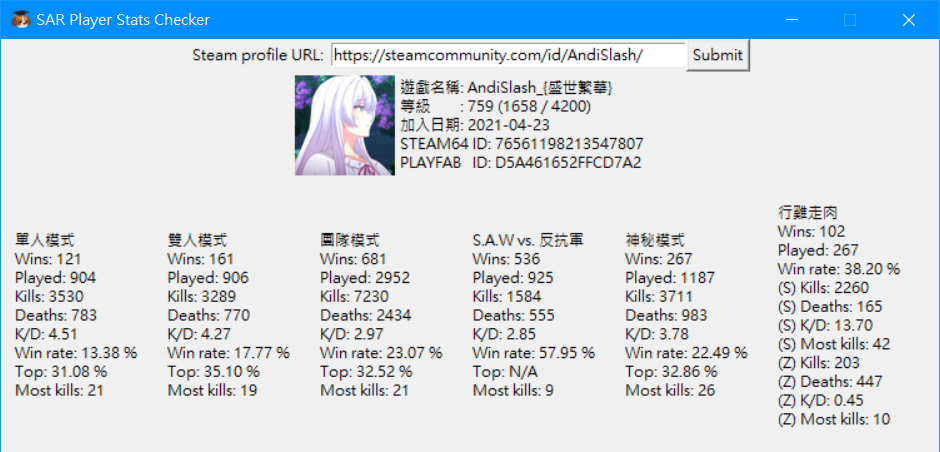 SAR Player Stats Checker
Steam profile URL: https://steamcommunity.com/id/AndiSlash/ Submit
遊戲名稱: AndiSlash_{盛世繁華}
等級 : 759 (1658 / 4200)
加入日期: 2021-04-23
STEAM64 ID: 76561198213547807
PLAYFAB ID: D5A461652FFCD7A2
單人模式
Wins: 121
Played: 904
Kills: 3530
Deaths: 783
K/D: 4.51
Win rate: 13.38 %
Top: 31.08 %
Most kills: 21
雙人模式
Wins: 161
Played: 906
Kills: 3289
Deaths: 770
K/D: 4.27
Win rate: 17.77 %
Top: 35.10 %
Most kills: 19
團隊模式
Wins: 681
Played: 2952
Kills: 7230
Deaths: 2434
K/D: 2.97
Win rate: 23.07 %
Top: 32.52 %
Most kills: 21
S.A.W vs. 反抗軍
Wins: 536
Played: 925
Kills: 1584
Deaths: 555
K/D: 2.85
Win rate: 57.95 %
Top: N/A
Most kills: 9
神秘模式
Wins: 267
Played: 1187
Kills: 3711
Deaths: 983
K/D: 3.78
Win rate: 22.49 %
Top: 32.86 %
Most kills: 26
行雞走肉
Wins: 102
Played: 267
Win rate: 38.20 %
(S) Kills: 2260
(S) Deaths: 165
(S) K/D: 13.70
(S) Most kills: 42
(Z) Kills: 203
(Z) Deaths: 447
(Z) K/D: 0.45
(Z) Most kills: 10